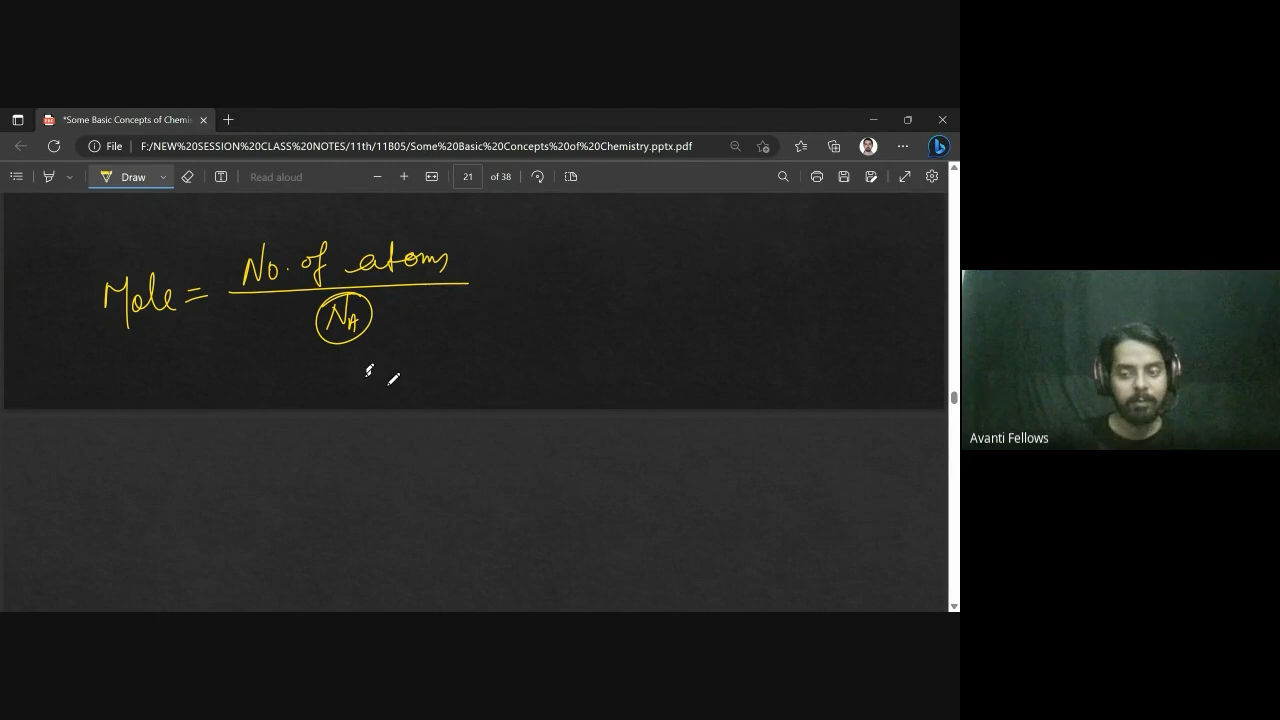 *Some Basic Concepts of Chemis
File F:/NEW%20SESSION%20CLASS%20NOTES/11th/11B05/Some%20Basic%20Concepts%20of%20Chemistry.pptx.pdf
Draw Read aloud 21 of 38
No. of atoms
Mole =
NA
Avanti Fellows